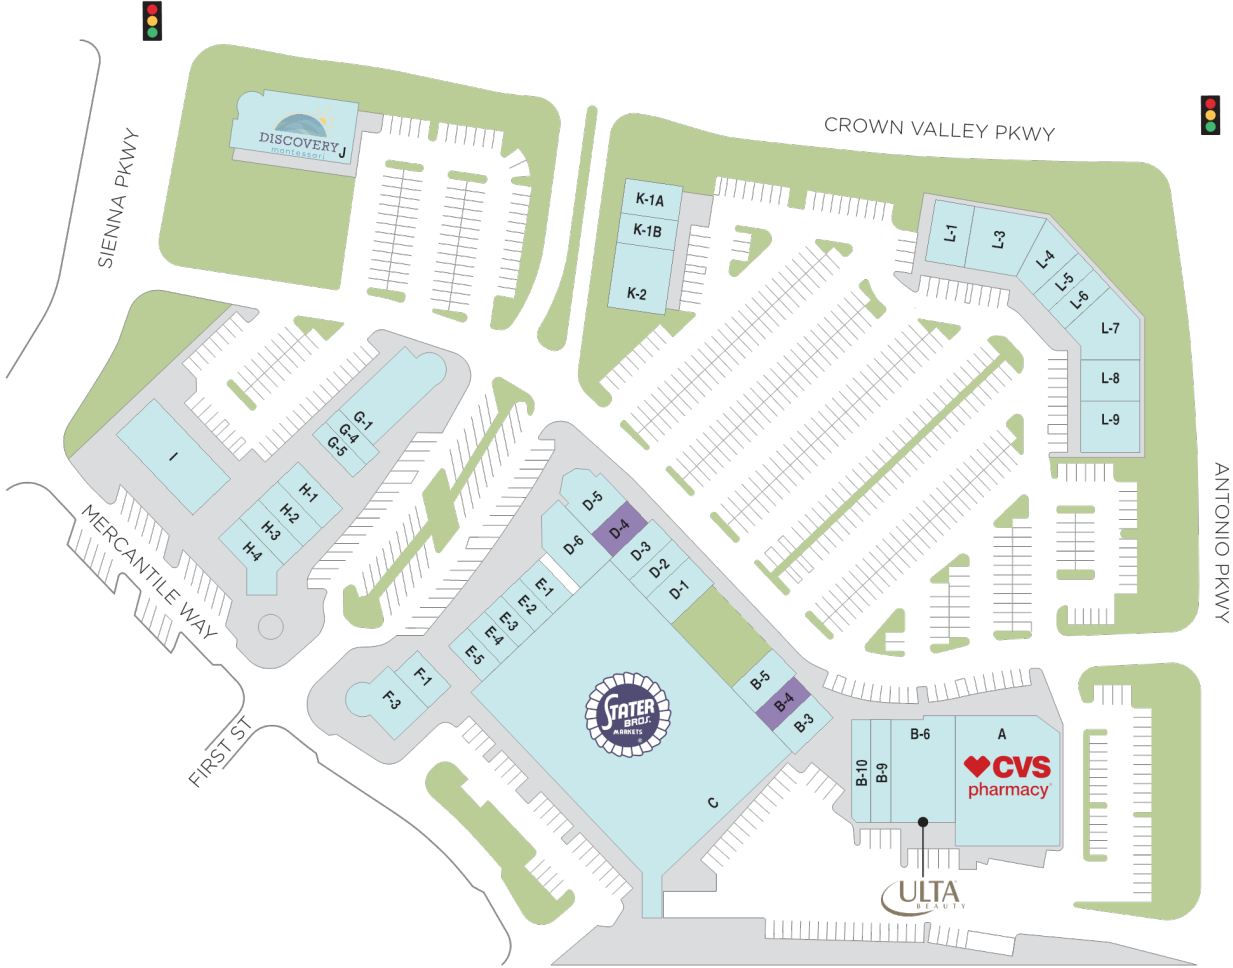 CROWN VALLEY PKWY
SIENNA PKWY
DISCOVERY
montessori
J
K-1A
K-1B
K-2
L-1
L-3
L-4
L-5
L-6
L-7
L-8
L-9
ANTONIO PKWY
G-1
G-4
G-5
I
H-1
H-2
H-3
H-4
MERCANTILE WAY
FIRST ST
D-5
D-4
D-6
D-3
D-2
D-1
E-1
E-2
E-3
E-4
E-5
F-1
F-3
STATER
BROS.
MARKETS
C
B-5
B-4
B-3
B-10
B-9
B-6
A
CVS
pharmacy
ULTA
BEAUTY